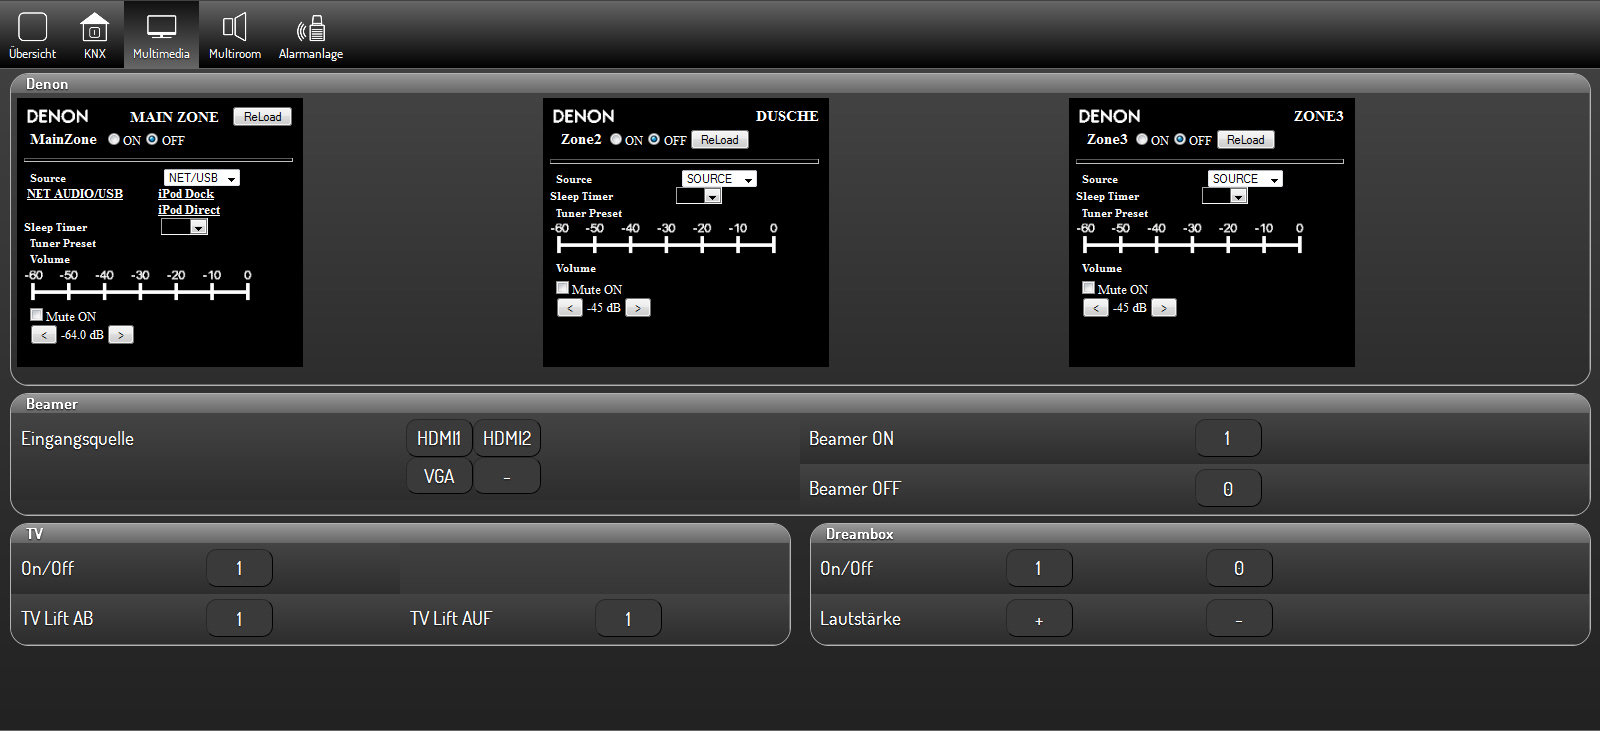 Übersicht KNX Multimedia Multiroom Alarmanlage
Denon
DENON MAIN ZONE ReLoad
MainZone ON OFF
Source NET/USB
NET AUDIO/USB iPod Dock
iPod Direct
Sleep Timer
Tuner Preset
Volume
-60 -50 -40 -30 -20 -10 0
Mute ON
< -64.0 dB >
DENON DUSCHE
Zone2 ON OFF ReLoad
Source SOURCE
Sleep Timer
Tuner Preset
-60 -50 -40 -30 -20 -10 0
Volume
Mute ON
< -45 dB >
DENON ZONE3
Zone3 ON OFF ReLoad
Source SOURCE
Sleep Timer
Tuner Preset
-60 -50 -40 -30 -20 -10 0
Volume
Mute ON
< -45 dB >
Beamer
Eingangsquelle HDMI1 HDMI2
VGA -
Beamer ON 1
Beamer OFF 0
TV
On/Off 1
TV Lift AB 1 TV Lift AUF 1
Dreambox
On/Off 1 0
Lautstärke + -